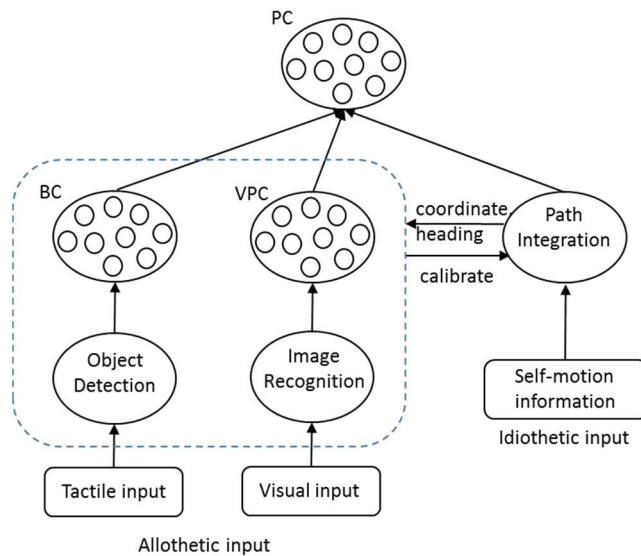 PC
BC
VPC
coordinate,
heading
calibrate
Path
Integration
Object
Detection
Image
Recognition
Self-motion
information
Idiothetic input
Tactile input
Visual input
Allothetic input